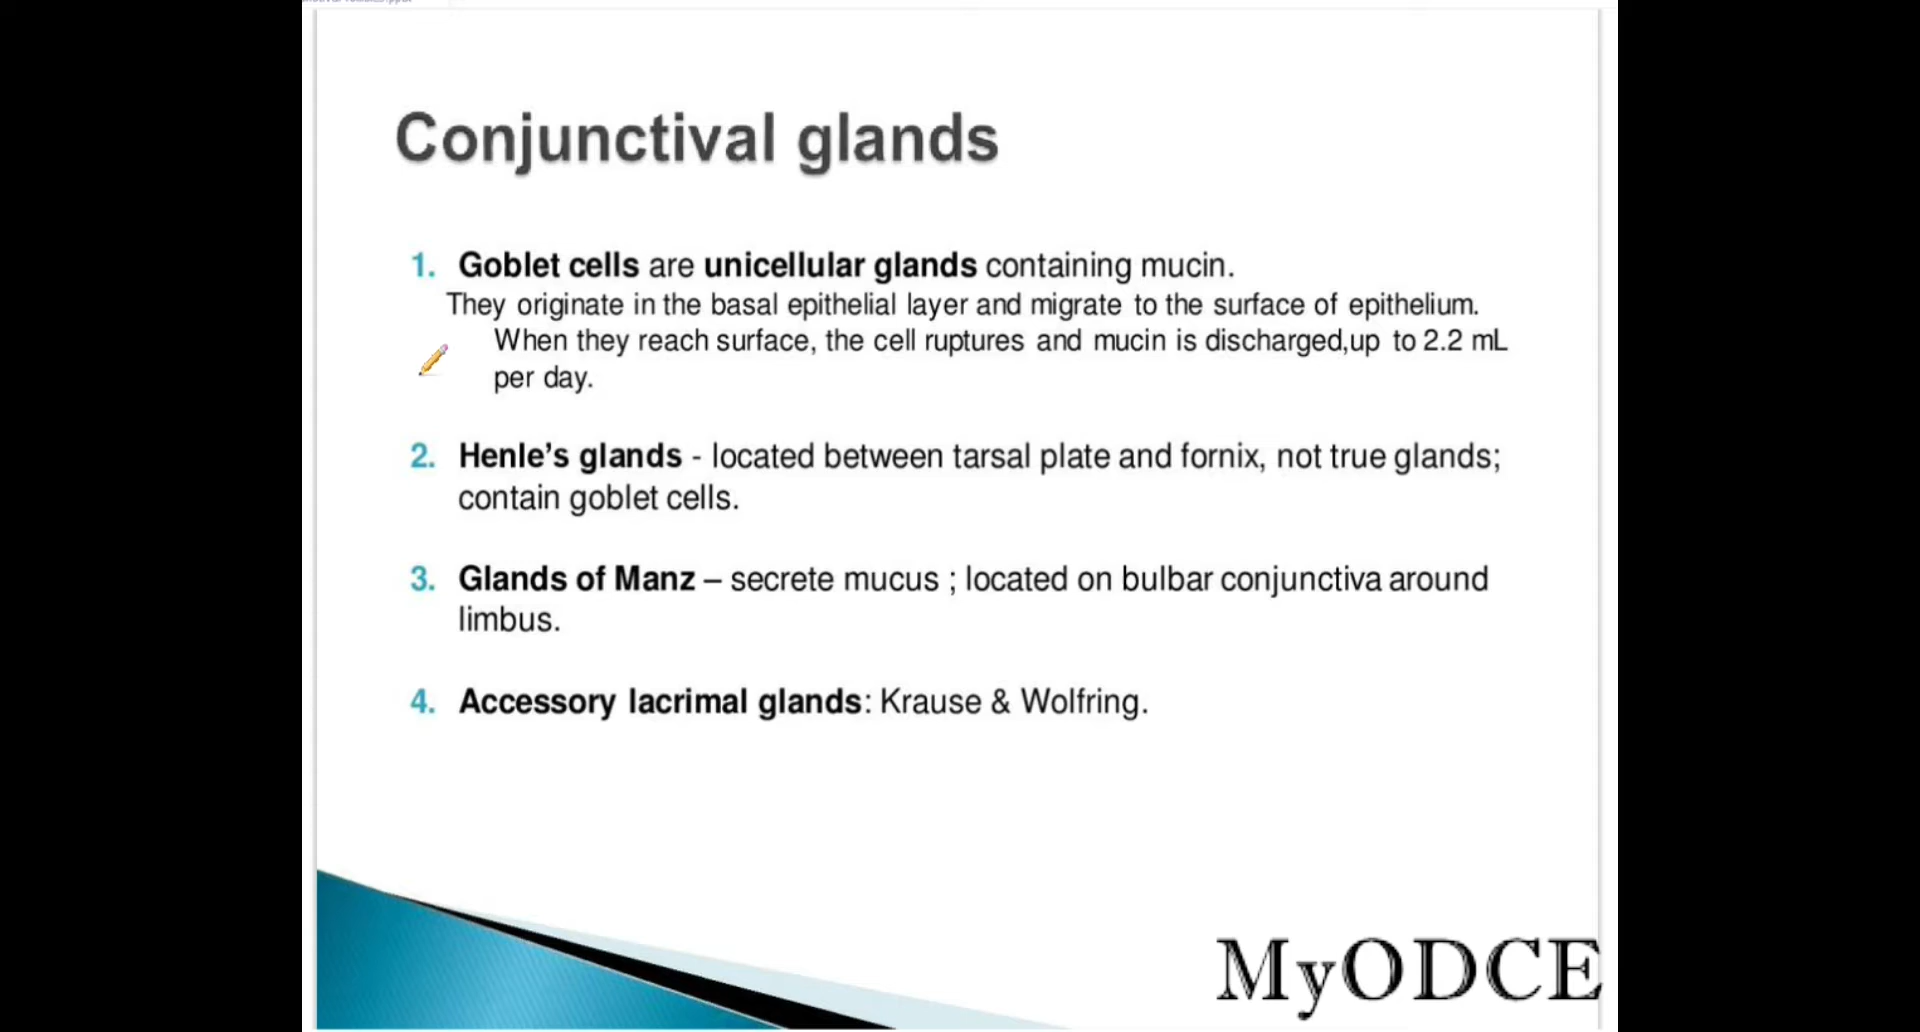 Conjunctival glands
1. Goblet cells are unicellular glands containing mucin.
They originate in the basal epithelial layer and migrate to the surface of epithelium.
When they reach surface, the cell ruptures and mucin is discharged,up to 2.2 mL
per day.
2. Henle’s glands - located between tarsal plate and fornix, not true glands;
contain goblet cells.
3. Glands of Manz – secrete mucus ; located on bulbar conjunctiva around
limbus.
4. Accessory lacrimal glands: Krause & Wolfring.
MyODCE